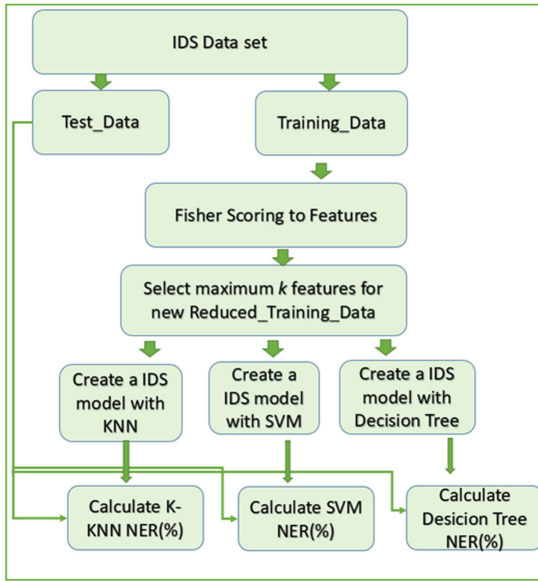 IDS Data set
Test_Data
Training_Data
Fisher Scoring to Features
Select maximum k features for
new Reduced_Training_Data
Create a IDS
model with
KNN
Create a
IDS model
with SVM
Create a IDS
model with
Decision Tree
Calculate K-
KNN NER(%)
Calculate SVM
NER(%)
Calculate
Desicion Tree
NER(%)